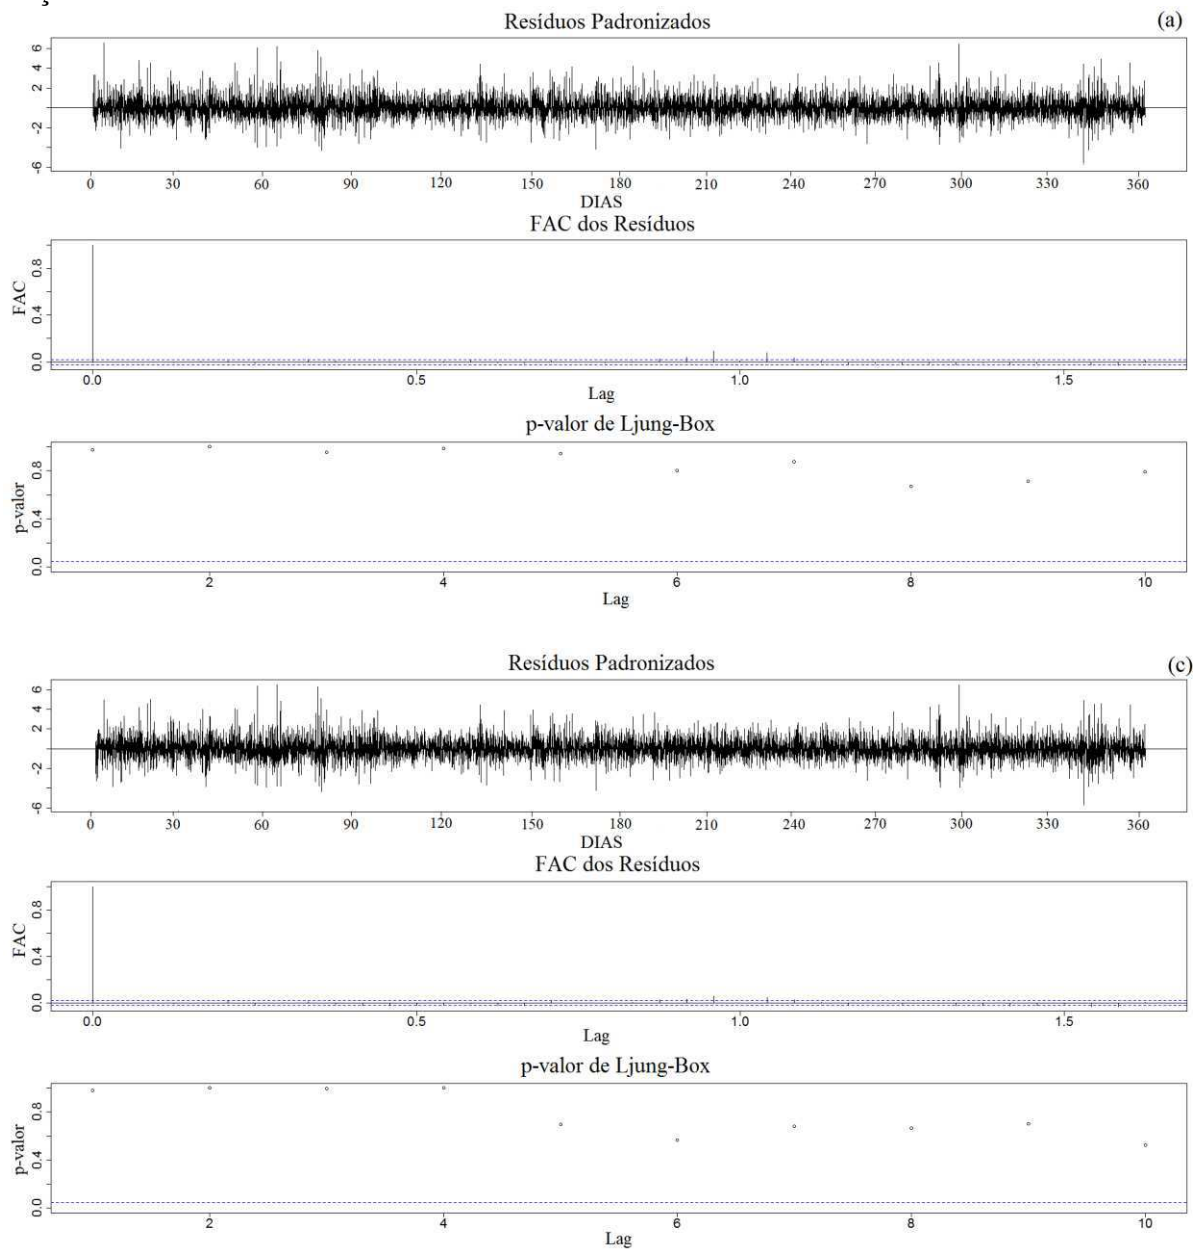 Resíduos Padronizados (a)
6
4
2
-2
-6
0 30 60 90 120 150 180 210 240 270 300 330 360
DIAS
FAC dos Resíduos
FAC
0.8
0.4
0.0
0.0 0.5 1.0 1.5
Lag
p-valor de Ljung-Box
p-valor
0.8
0.4
0.0
2 4 6 8 10
Lag
Resíduos Padronizados (c)
6
4
2
-2
-6
0 30 60 90 120 150 180 210 240 270 300 330 360
DIAS
FAC dos Resíduos
FAC
0.8
0.4
0.0
0.0 0.5 1.0 1.5
Lag
p-valor de Ljung-Box
p-valor
0.8
0.4
0.0
2 4 6 8 10
Lag